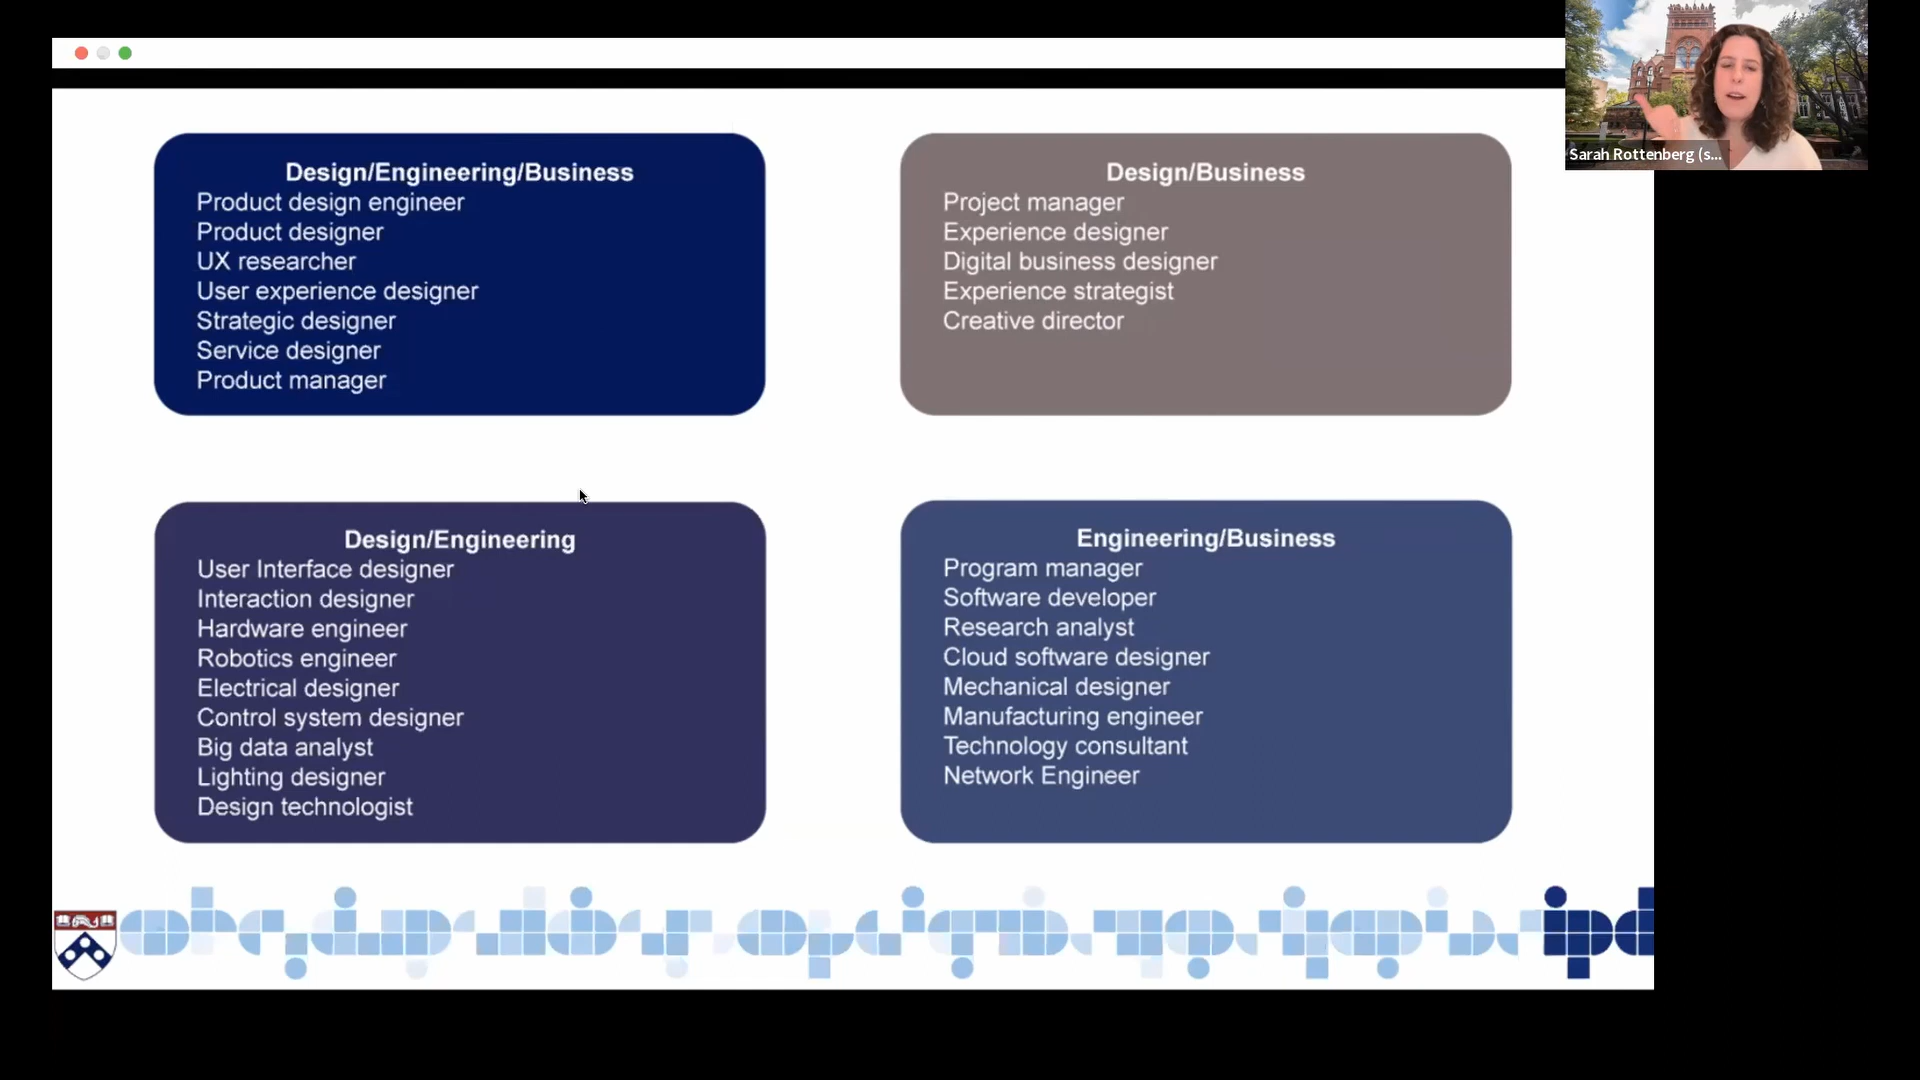 Design/Engineering/Business
Product design engineer
Product designer
UX researcher
User experience designer
Strategic designer
Service designer
Product manager
Design/Business
Project manager
Experience designer
Digital business designer
Experience strategist
Creative director
Design/Engineering
User Interface designer
Interaction designer
Hardware engineer
Robotics engineer
Electrical designer
Control system designer
Big data analyst
Lighting designer
Design technologist
Engineering/Business
Program manager
Software developer
Research analyst
Cloud software designer
Mechanical designer
Manufacturing engineer
Technology consultant
Network Engineer
Sarah Rottenberg (s...
ipd